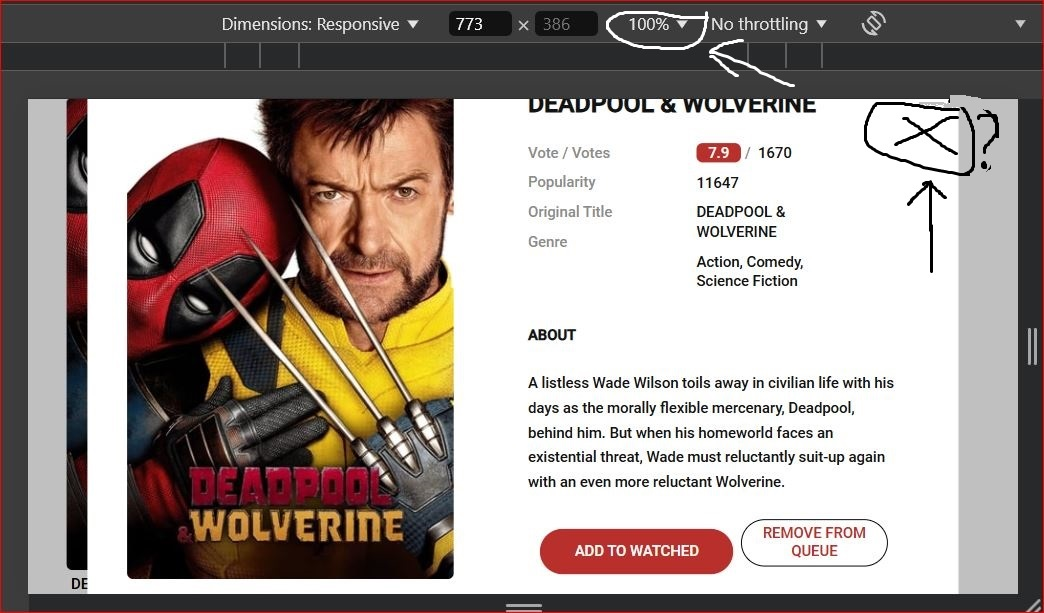 Dimensions: Responsive 773 × 386 100% No throttling
DEADPOOL & WOLVERINE
Vote / Votes 7.9 / 1670
Popularity 11647
Original Title DEADPOOL &
WOLVERINE
Genre
Action, Comedy,
Science Fiction
ABOUT
A listless Wade Wilson toils away in civilian life with his
days as the morally flexible mercenary, Deadpool,
behind him. But when his homeworld faces an
existential threat, Wade must reluctantly suit-up again
with an even more reluctant Wolverine.
ADD TO WATCHED
REMOVE FROM
QUEUE
DEADPOOL
& WOLVERINE
DE
?